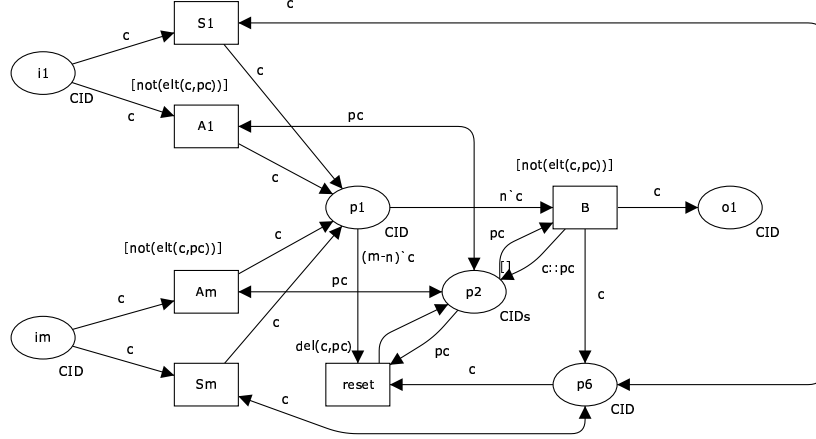 c
S1
c
i1
c
CID
[not(elt(c,pc))]
c
A1
pc
c
[not(elt(c,pc))]
p1
n`c
B
c
o1
CID
CID
pc
c
[not(elt(c,pc))]
(m-n)`c
[]
c::pc
c
Am
pc
p2
CIDs
c
im
c
CID
c
del(c,pc)
pc
Sm
reset
c
p6
CID
c